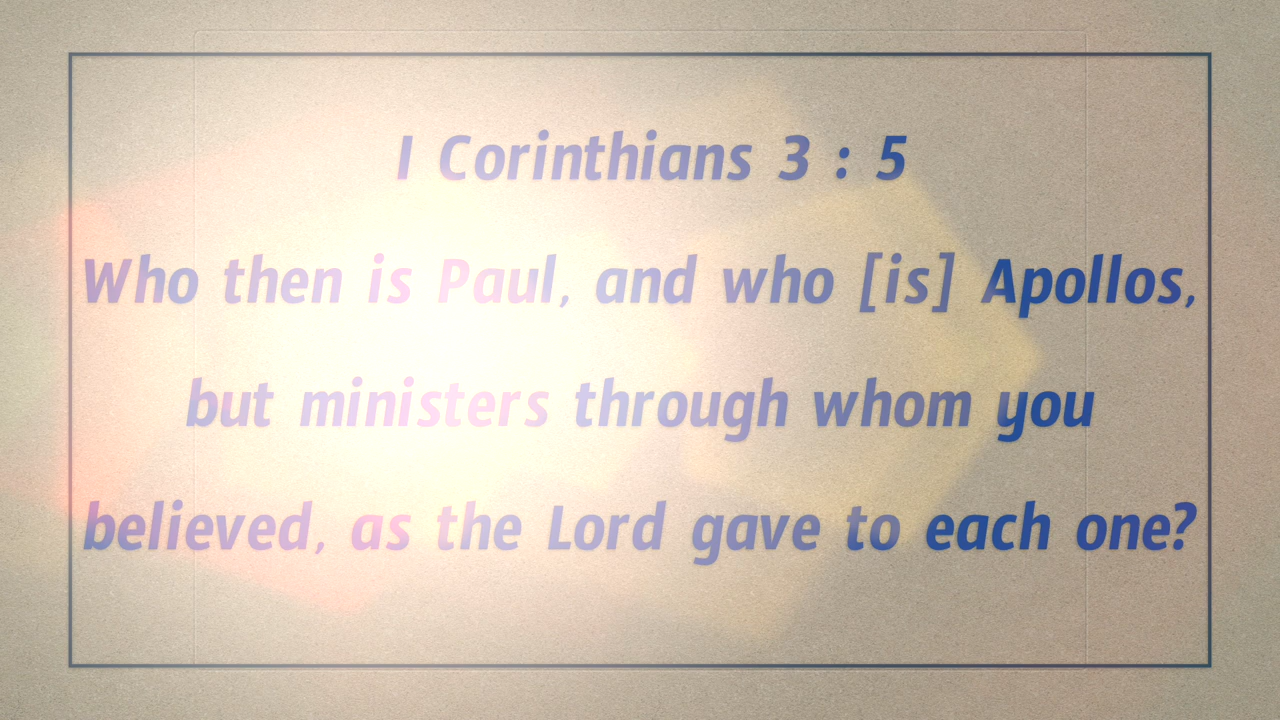 I Corinthians 3 : 5
Who then is Paul, and who [is] Apollos,
but ministers through whom you
believed, as the Lord gave to each one?